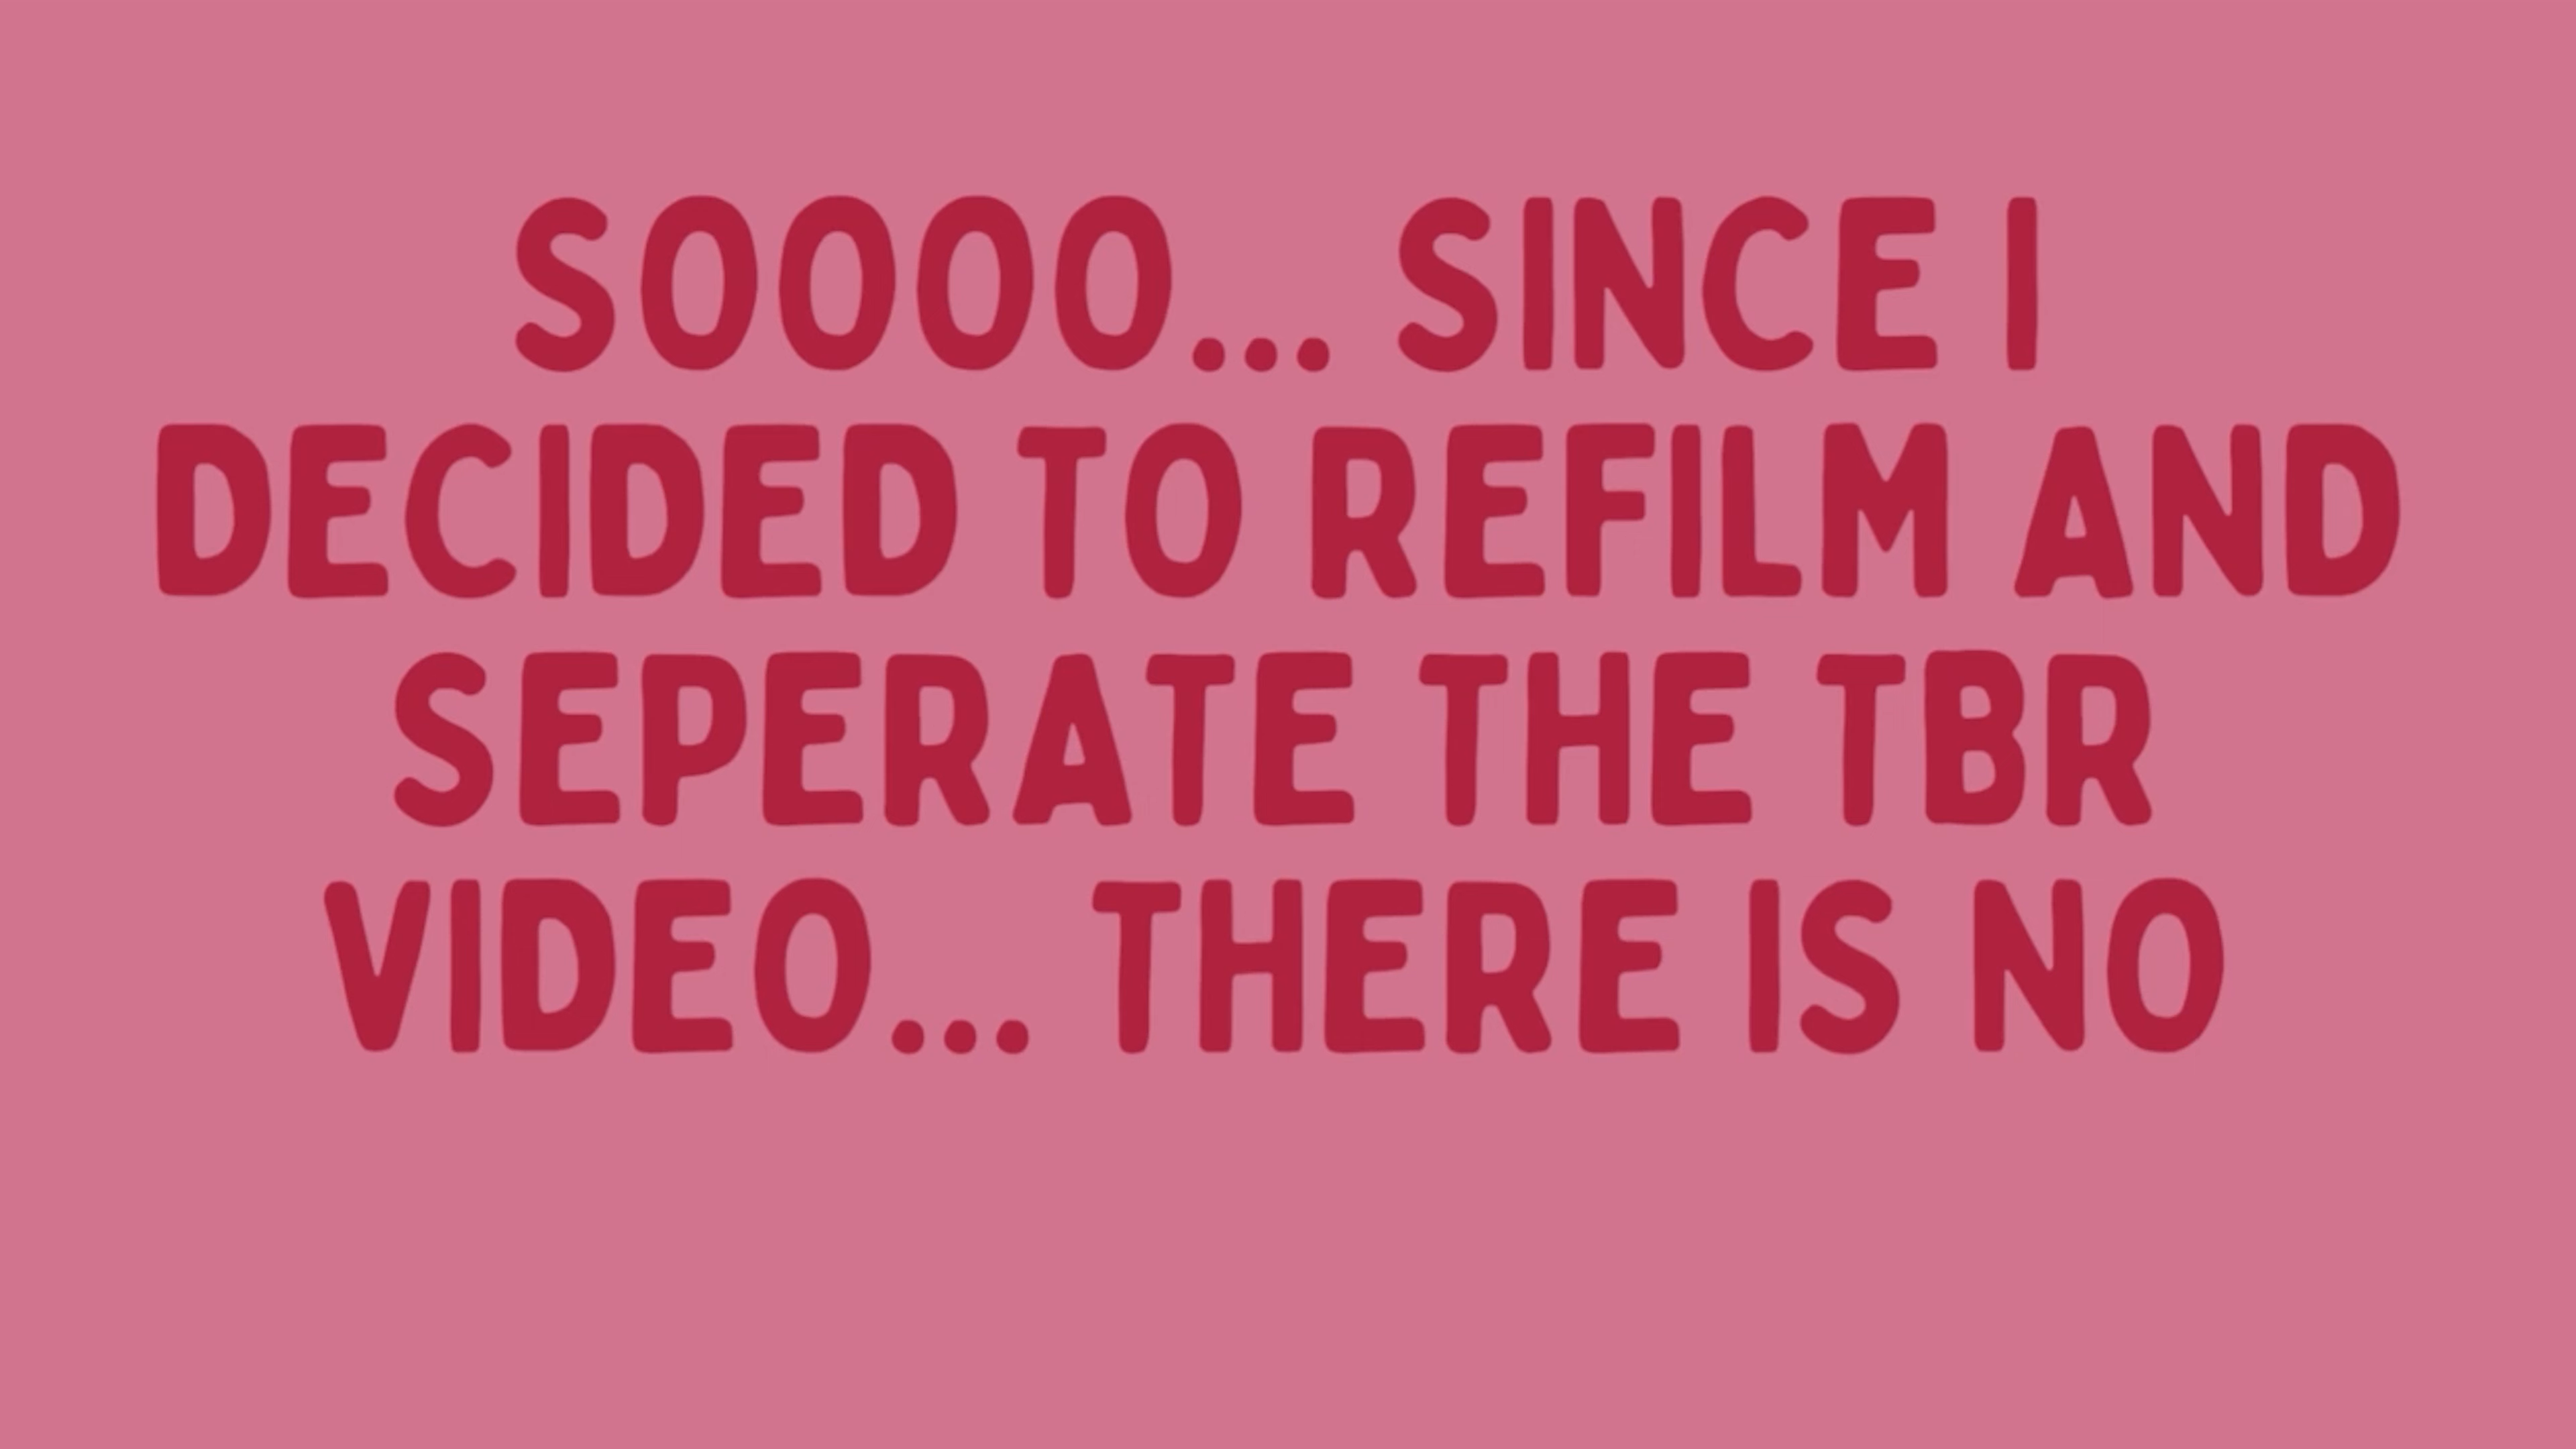 SOOOO... SINCE I
DECIDED TO REFILM AND
SEPERATE THE TBR
VIDEO... THERE IS NO